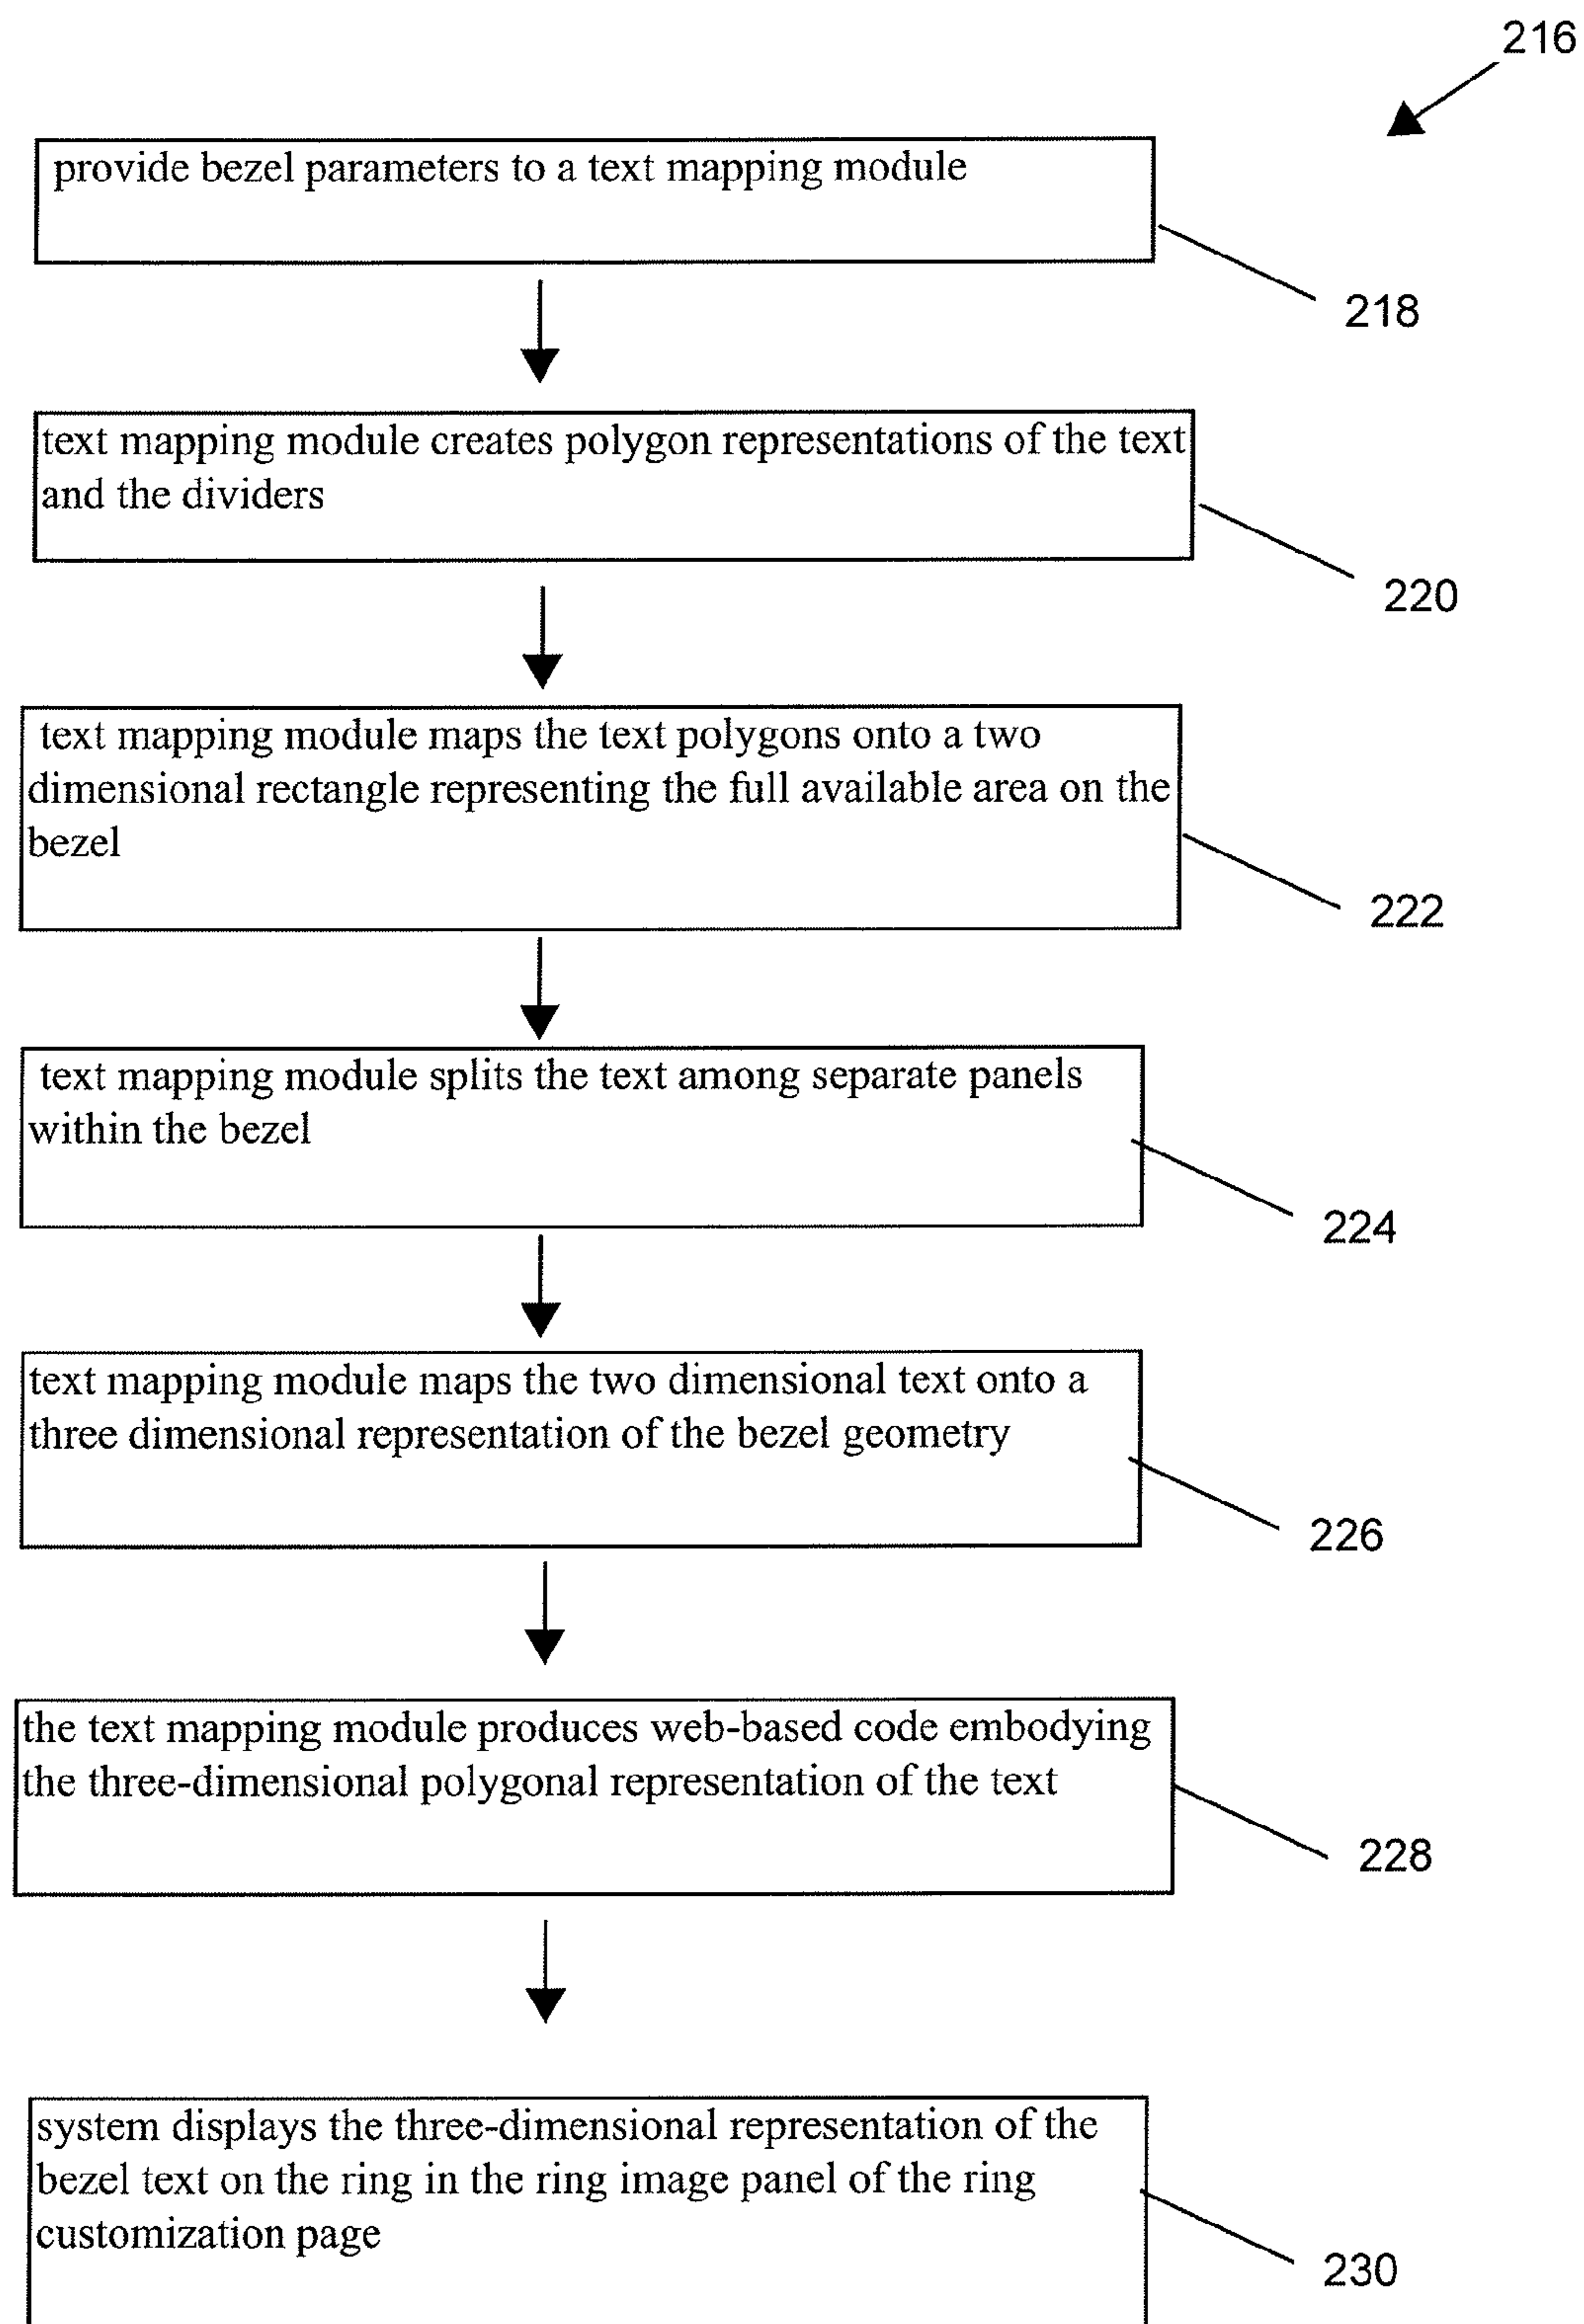 216
provide bezel parameters to a text mapping module
218
text mapping module creates polygon representations of the text
and the dividers
220
text mapping module maps the text polygons onto a two
dimensional rectangle representing the full available area on the
bezel
222
text mapping module splits the text among separate panels
within the bezel
224
text mapping module maps the two dimensional text onto a
three dimensional representation of the bezel geometry
226
the text mapping module produces web-based code embodying
the three-dimensional polygonal representation of the text
228
system displays the three-dimensional representation of the
bezel text on the ring in the ring image panel of the ring
customization page
230